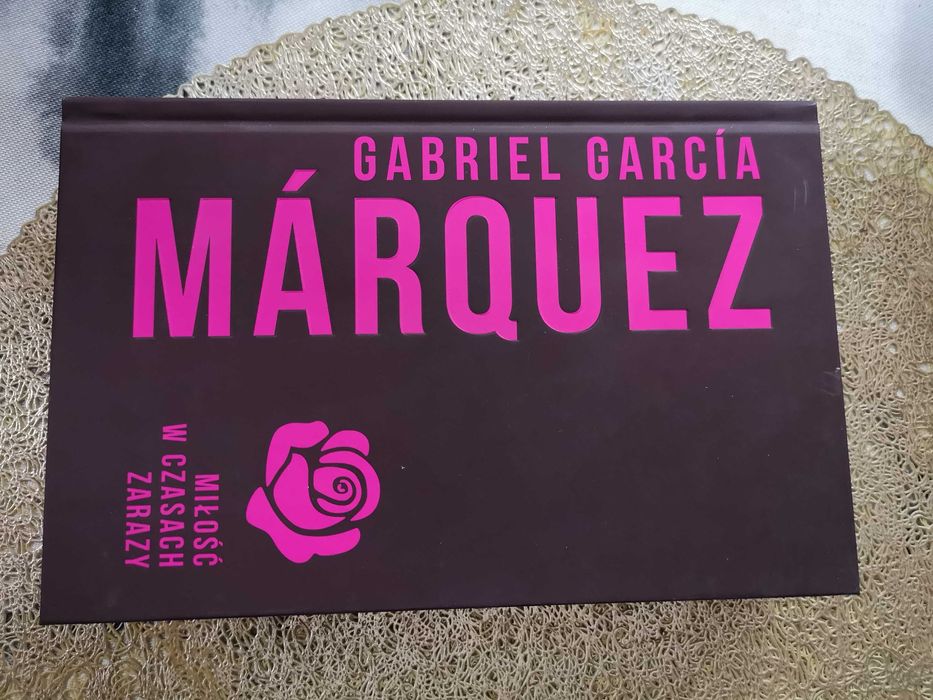 GABRIEL GARCÍA
MÁRQUEZ
MIŁOŚĆ
W CZASACH
ZARAZY